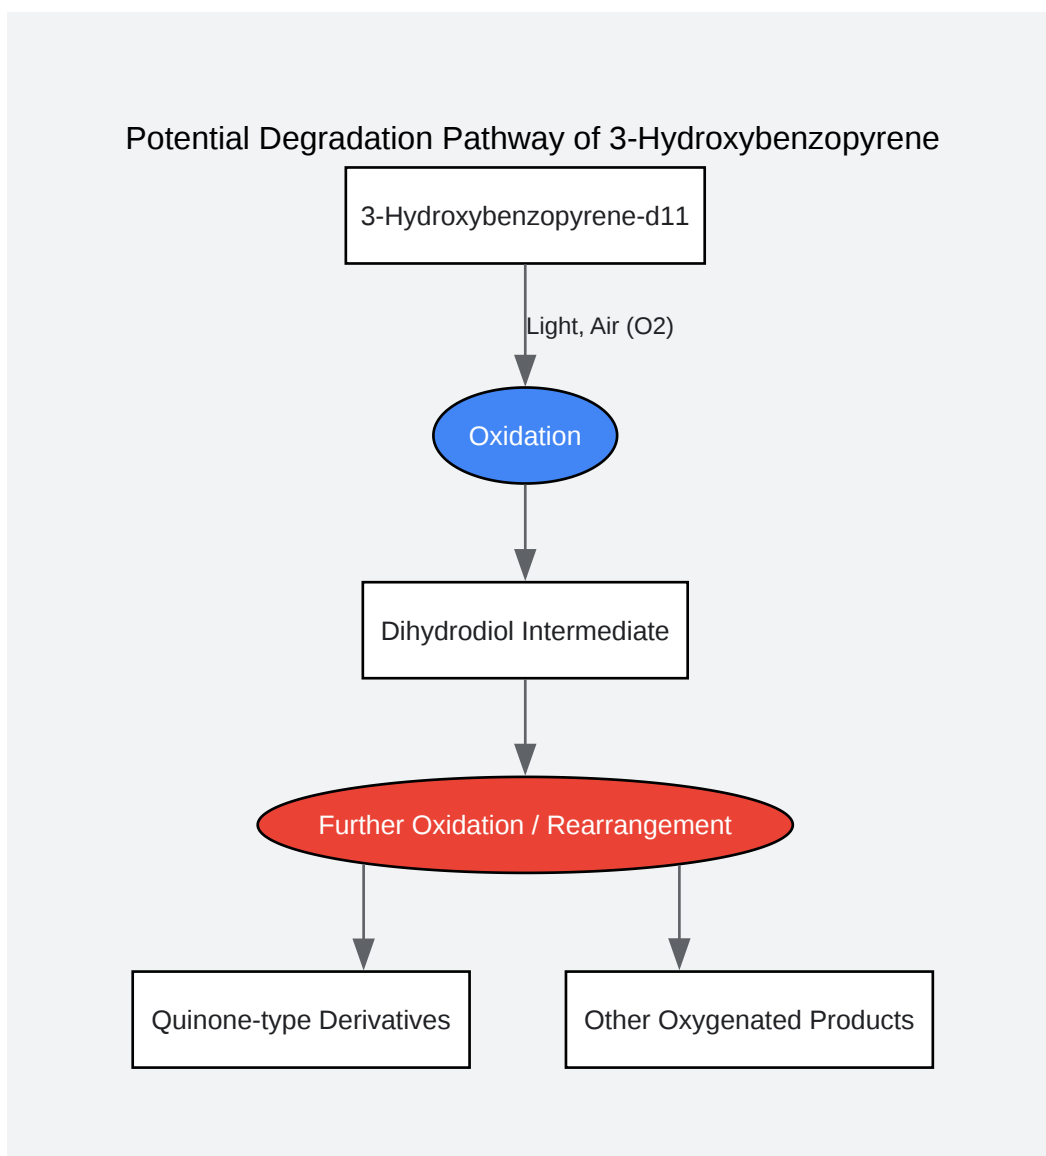 Potential Degradation Pathway of 3-Hydroxybenzopyrene
3-Hydroxybenzopyrene-d11
Light, Air (O2)
Oxidation
Dihydrodiol Intermediate
Further Oxidation / Rearrangement
Quinone-type Derivatives
Other Oxygenated Products